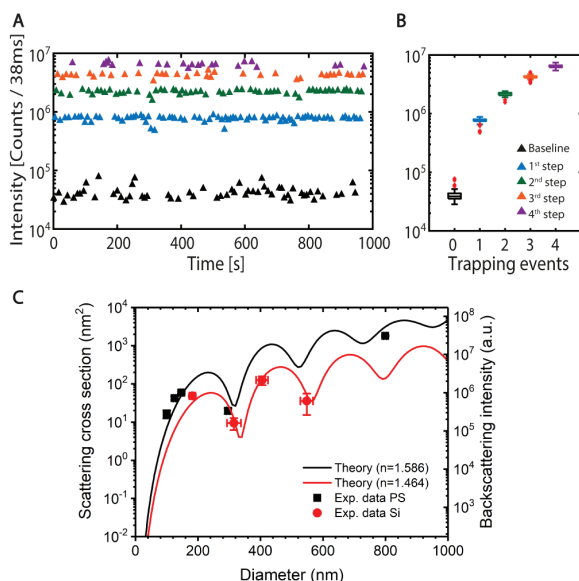 A
Intensity [Counts / 38ms]
10⁷
10⁶
10⁵
10⁴
0 200 400 600 800 1000
Time [s]
B
10⁷
10⁶
10⁵
10⁴
Baseline
1ˢᵗ step
2ⁿᵈ step
3ʳᵈ step
4ᵗʰ step
0 1 2 3 4
Trapping events
C
Scattering cross section (nm²)
10⁴
10³
10²
10¹
10⁰
10⁻¹
10⁻²
Backscattering intensity (a.u.)
10⁸
10⁷
10⁶
10⁵
10⁴
10³
Theory (n=1.586)
Theory (n=1.464)
Exp. data PS
Exp. data Si
0 200 400 600 800 1000
Diameter (nm)